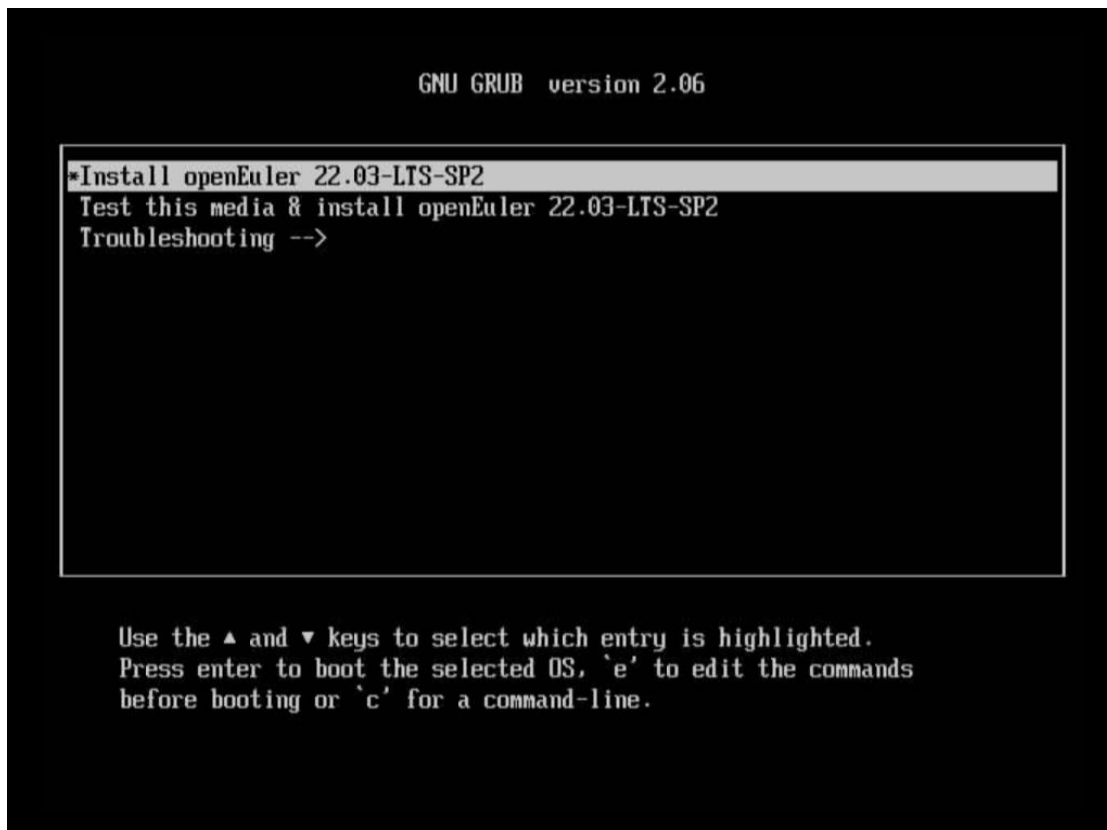 GNU GRUB version 2.06
*Install openEuler 22.03-LTS-SP2
Test this media & install openEuler 22.03-LTS-SP2
Troubleshooting -->
Use the ▲ and ▼ keys to select which entry is highlighted.
Press enter to boot the selected OS, `e' to edit the commands
before booting or `c' for a command-line.